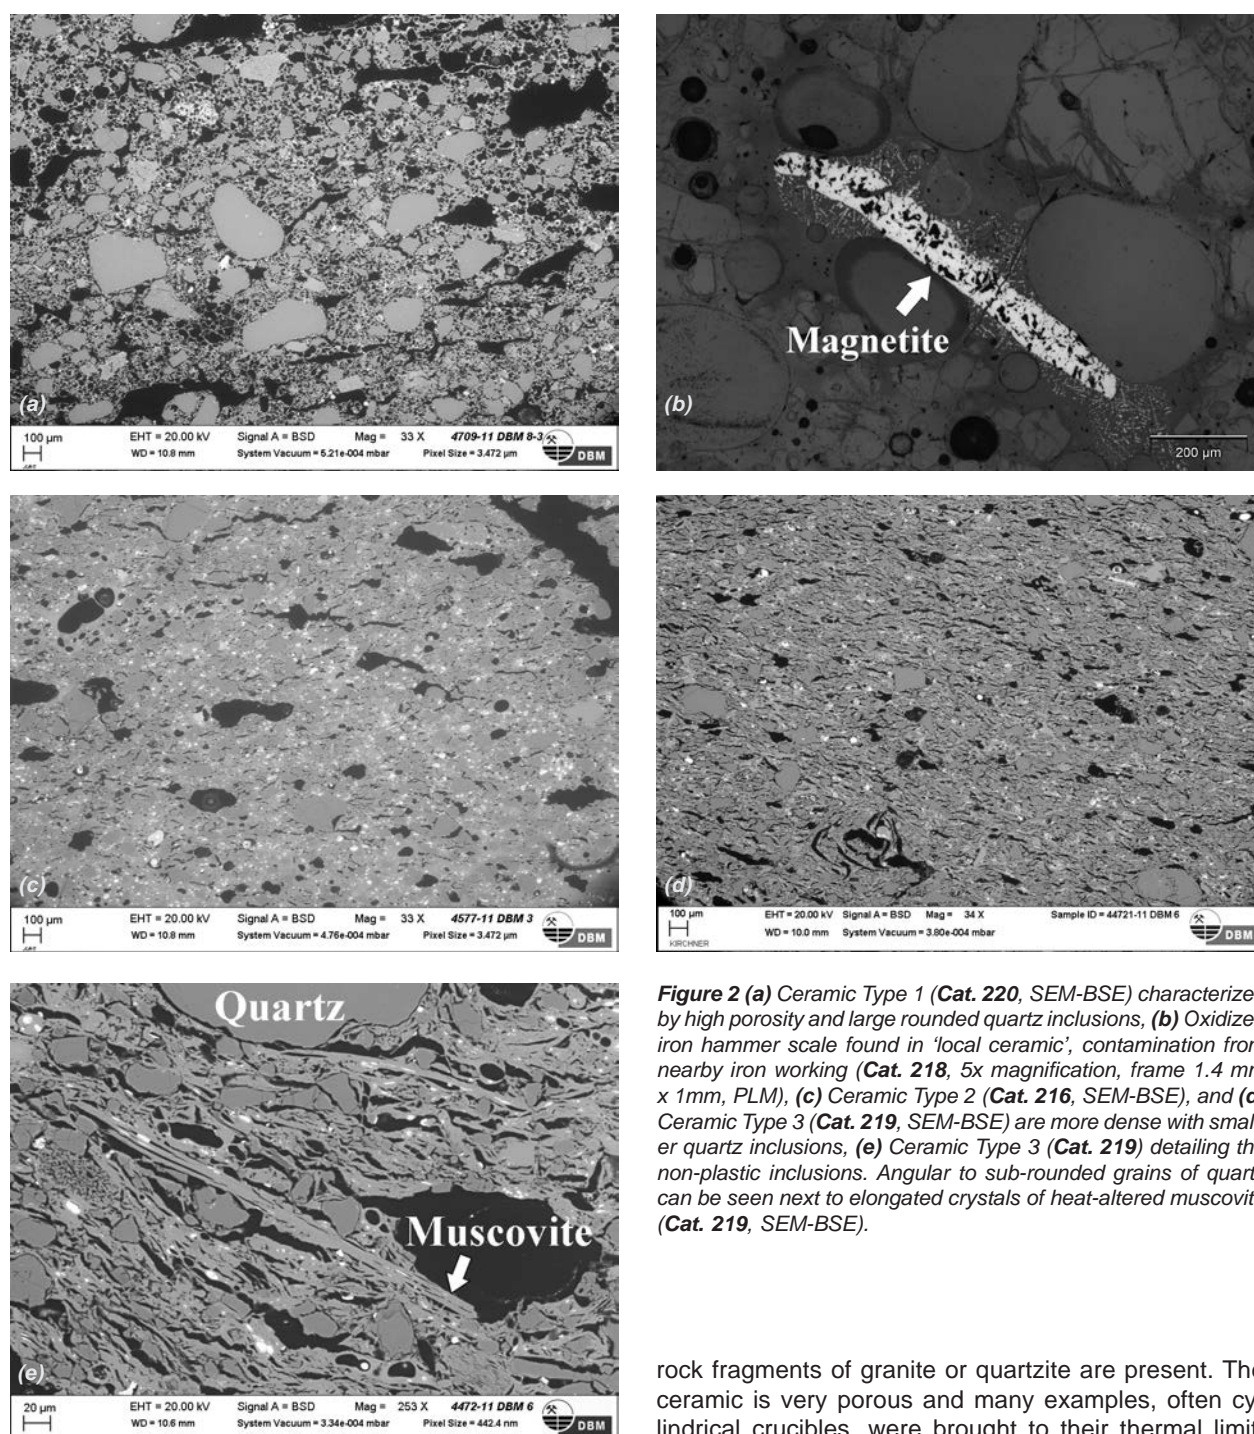 (a)
100 µm EHT = 20.00 kV Signal A = BSD Mag = 33 X 4709-11 DBM 8-3
WD = 10.8 mm System Vacuum = 5.21e-004 mbar Pixel Size = 3.472 µm DBM
Magnetite
(b)
200 µm
(c)
100 µm EHT = 20.00 kV Signal A = BSD Mag = 33 X 4577-11 DBM 3
WD = 10.8 mm System Vacuum = 4.76e-004 mbar Pixel Size = 3.472 µm DBM
(d)
100 µm EHT = 20.00 kV Signal A = BSD Mag = 34 X Sample ID = 44721-11 DBM 6
KIRCHNER WD = 10.0 mm System Vacuum = 3.80e-004 mbar DBM
Quartz
Muscovite
(e)
20 µm EHT = 20.00 kV Signal A = BSD Mag = 253 X 4472-11 DBM 6
WD = 10.6 mm System Vacuum = 3.34e-004 mbar Pixel Size = 442.4 nm DBM
Figure 2 (a) Ceramic Type 1 (Cat. 220, SEM-BSE) characterize
by high porosity and large rounded quartz inclusions, (b) Oxidize
iron hammer scale found in ‘local ceramic’, contamination from
nearby iron working (Cat. 218, 5x magnification, frame 1.4 mm
x 1mm, PLM), (c) Ceramic Type 2 (Cat. 216, SEM-BSE), and (d
Ceramic Type 3 (Cat. 219, SEM-BSE) are more dense with small
er quartz inclusions, (e) Ceramic Type 3 (Cat. 219) detailing th
non-plastic inclusions. Angular to sub-rounded grains of quart
can be seen next to elongated crystals of heat-altered muscovit
(Cat. 219, SEM-BSE).
rock fragments of granite or quartzite are present. The
ceramic is very porous and many examples, often cy
lindrical crucibles, were brought to their thermal limit